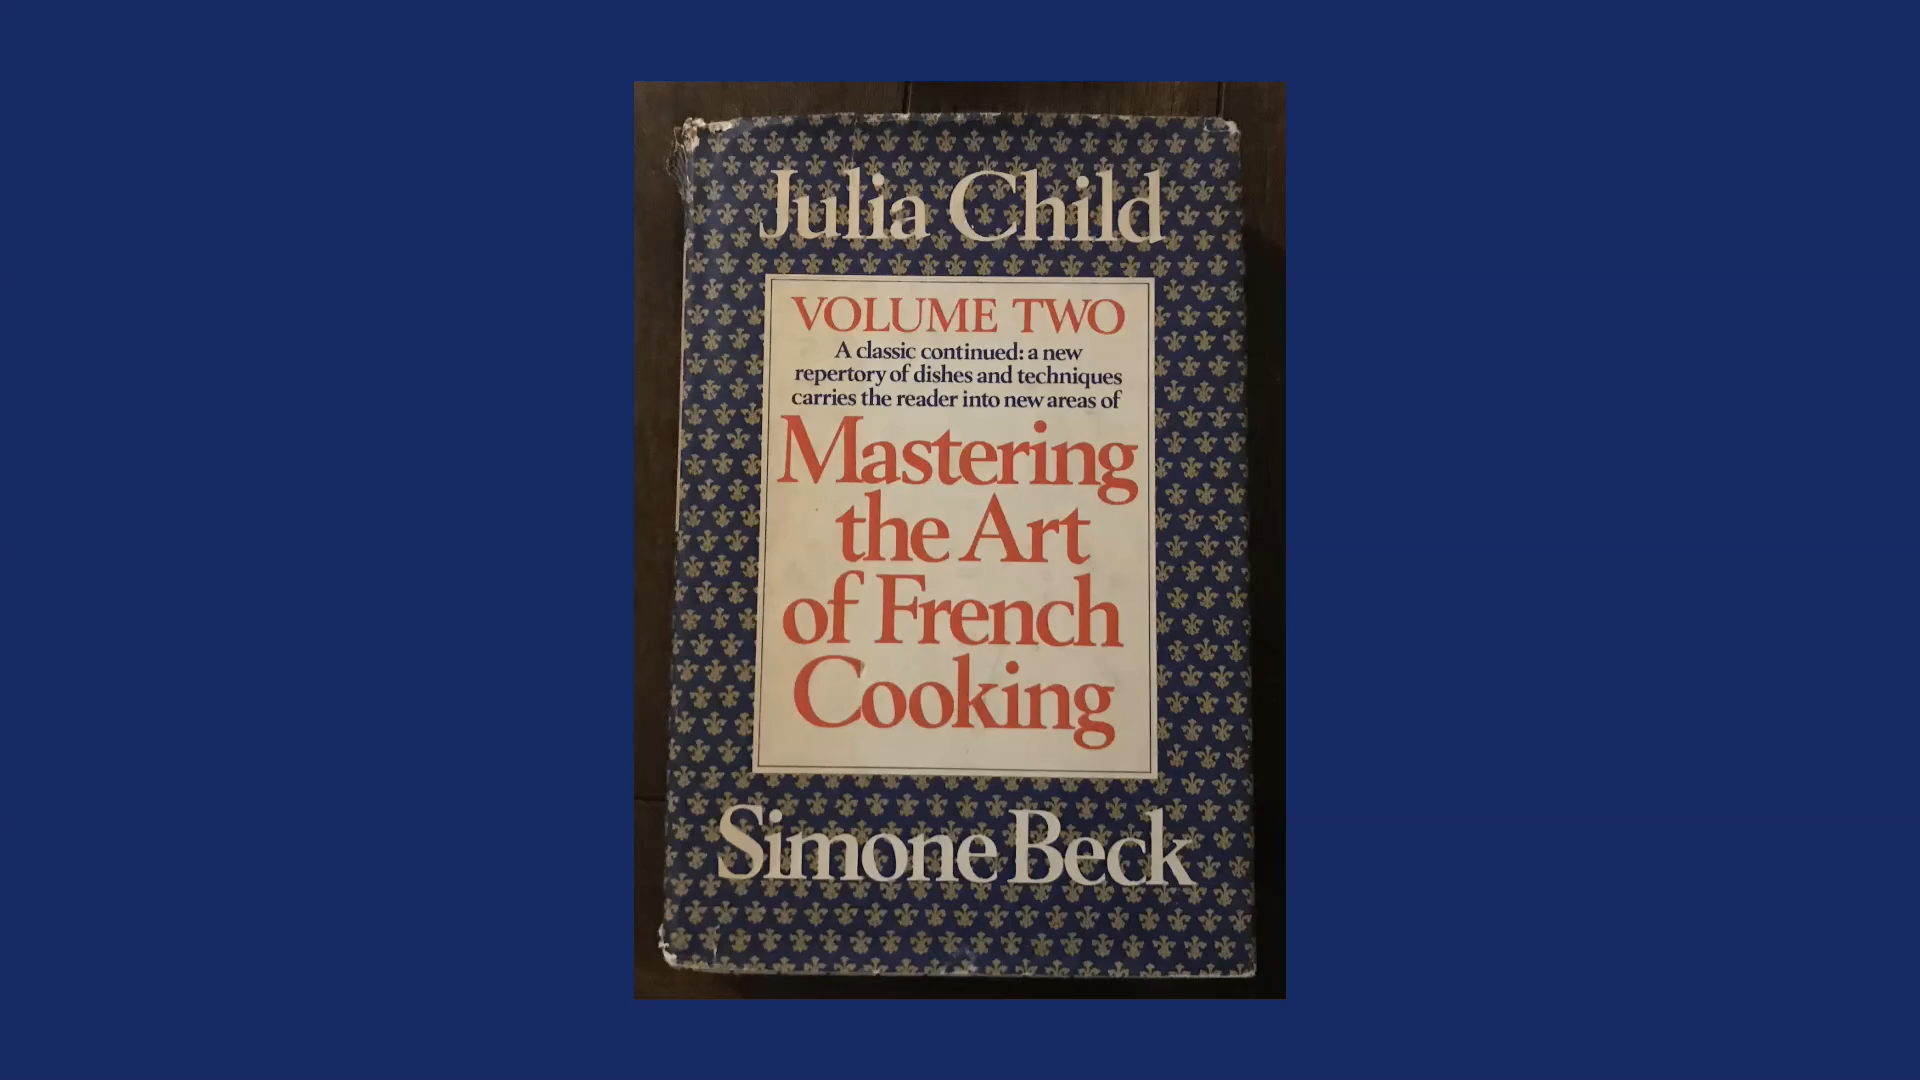 Julia Child
VOLUME TWO
A classic continued: a new
repertory of dishes and techniques
carries the reader into new areas of
Mastering
the Art
of French
Cooking
Simone Beck